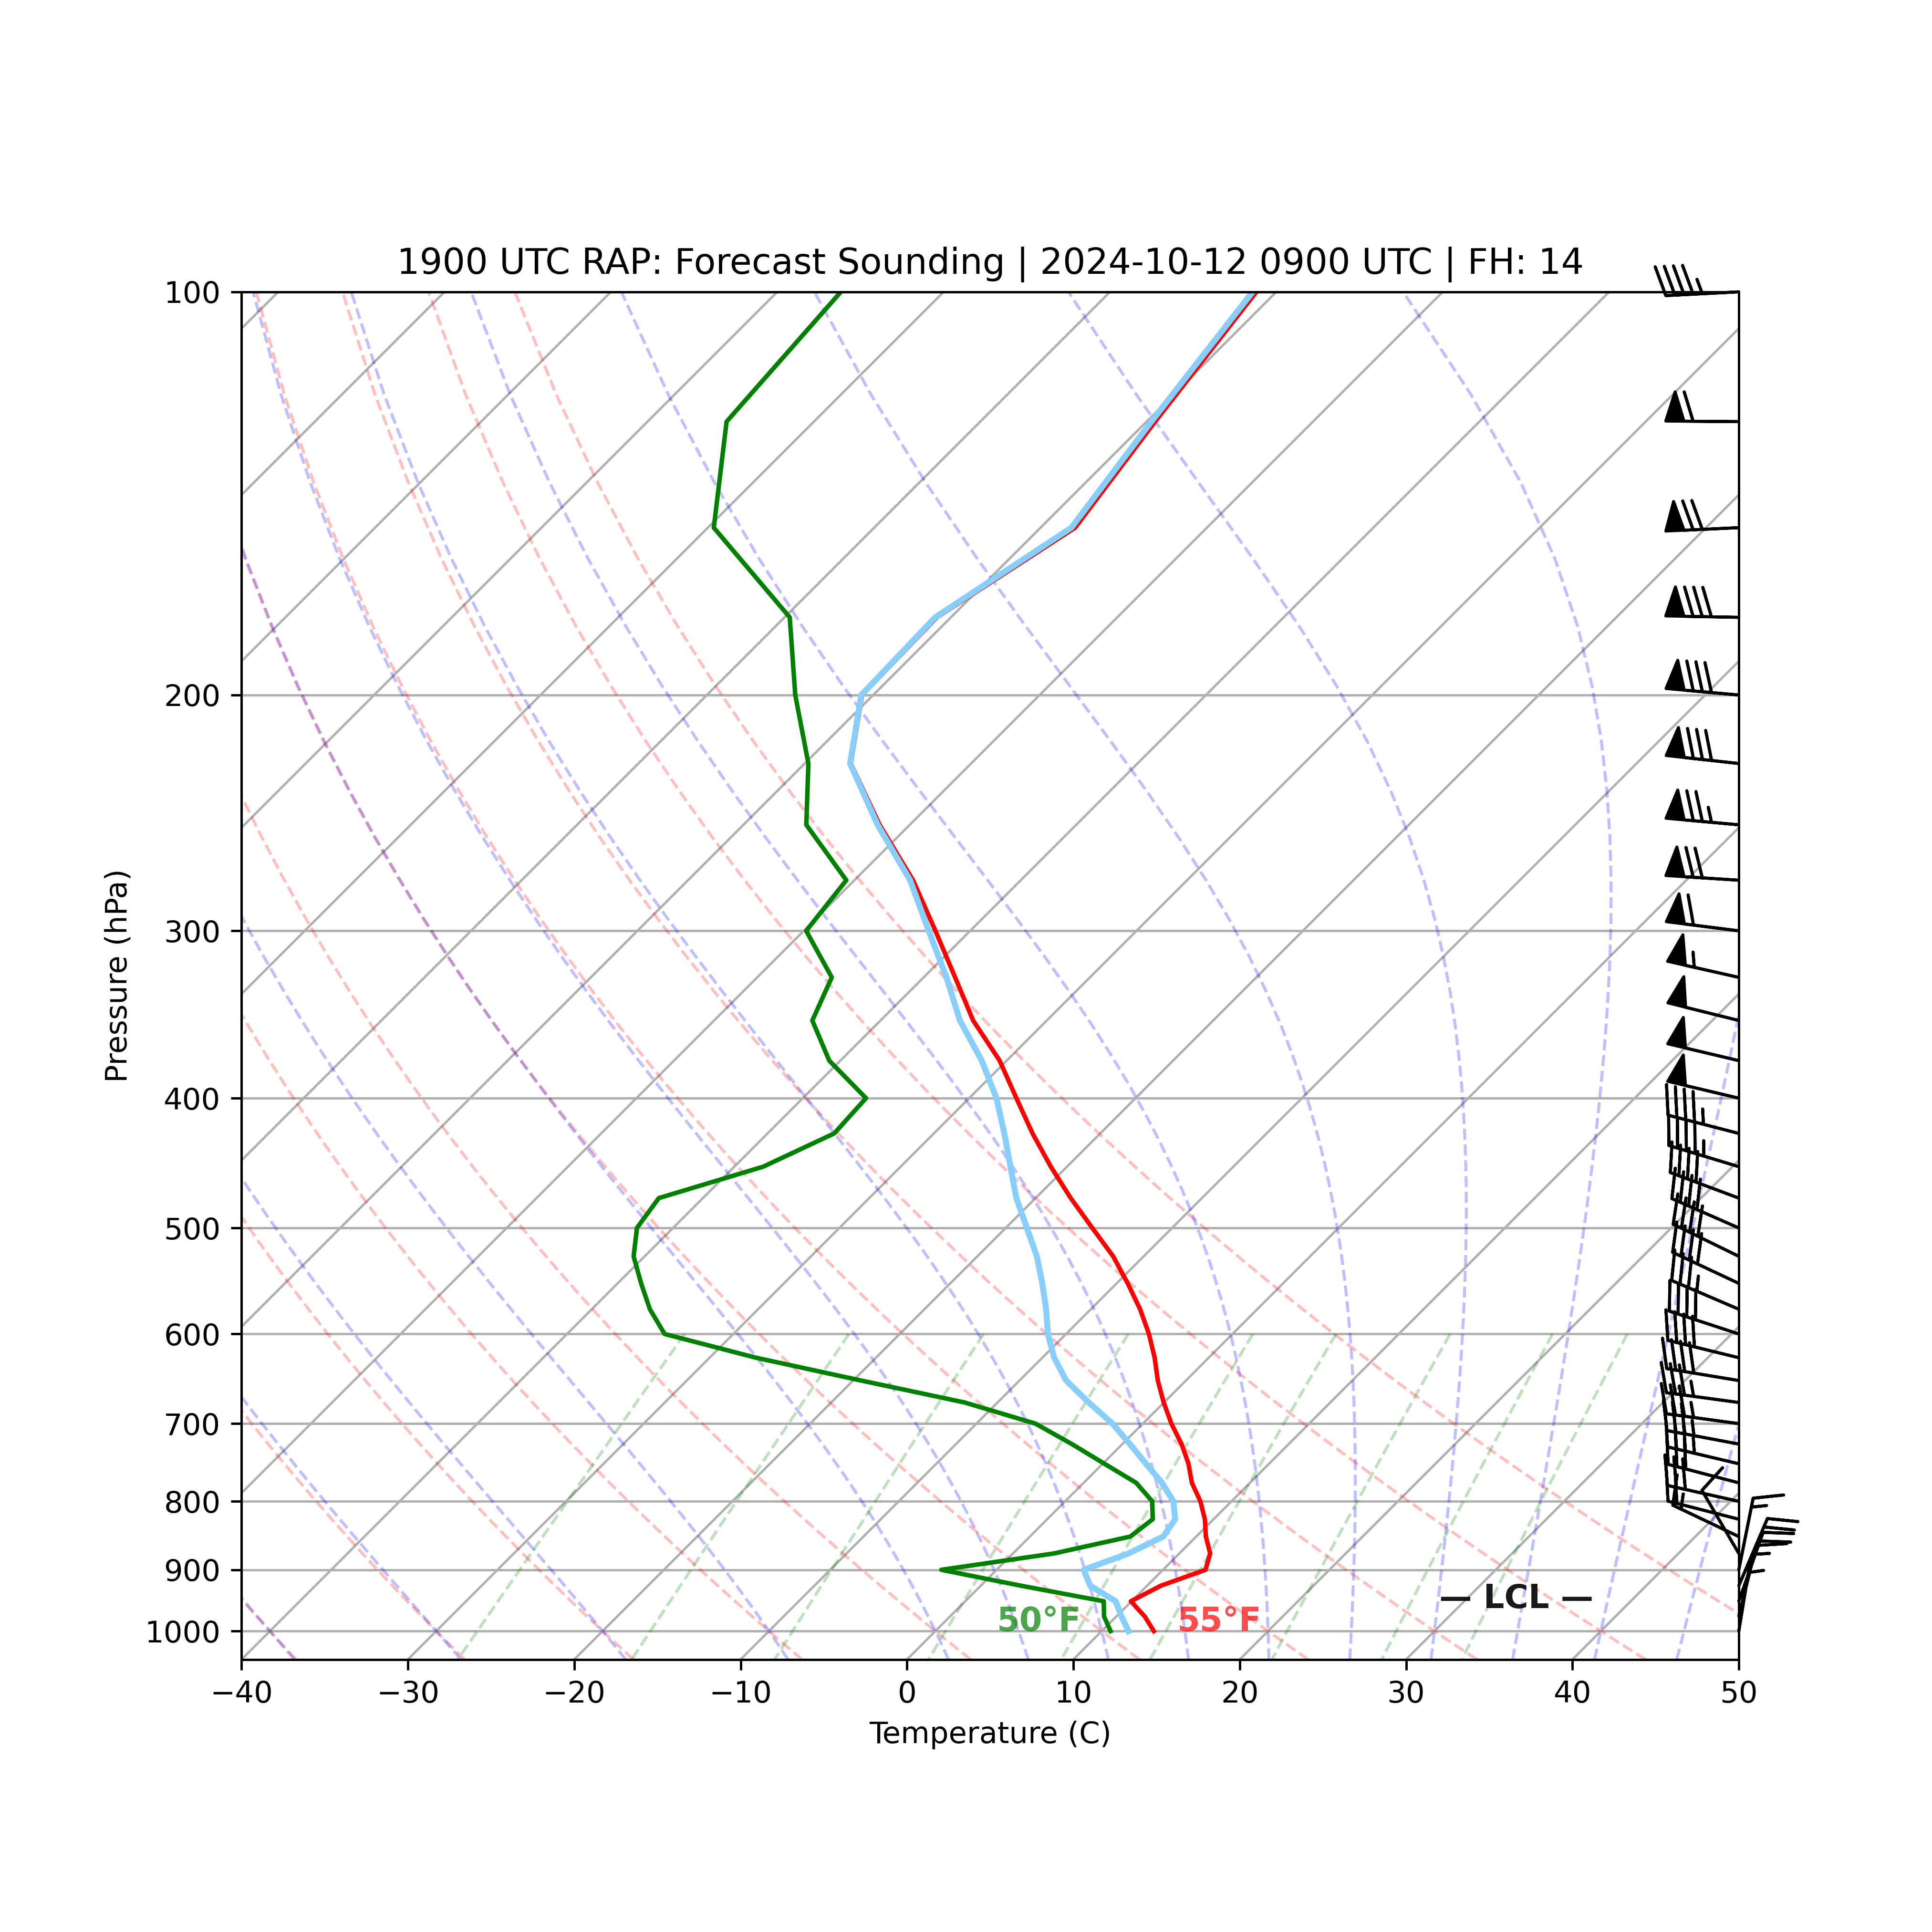 1900 UTC RAP: Forecast Sounding | 2024-10-12 0900 UTC | FH: 14
100
200
300
400
500
600
700
800
900
1000
Pressure (hPa)
— LCL —
50°F
55°F
−40 −30 −20 −10 0 10 20 30 40 50
Temperature (C)